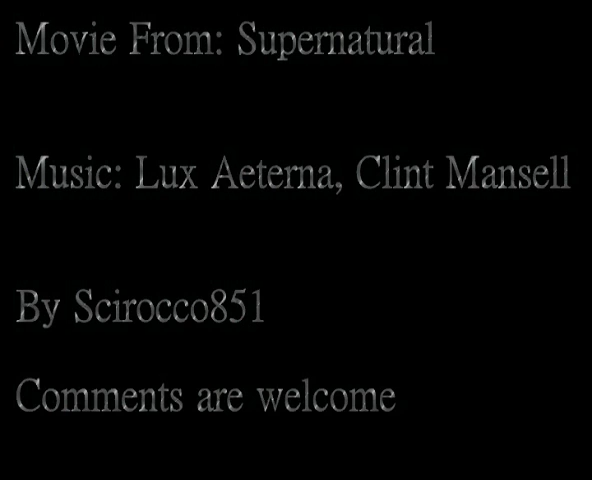 Movie From: Supernatural
Music: Lux Aeterna, Clint Mansell
By Scirocco851
Comments are welcome